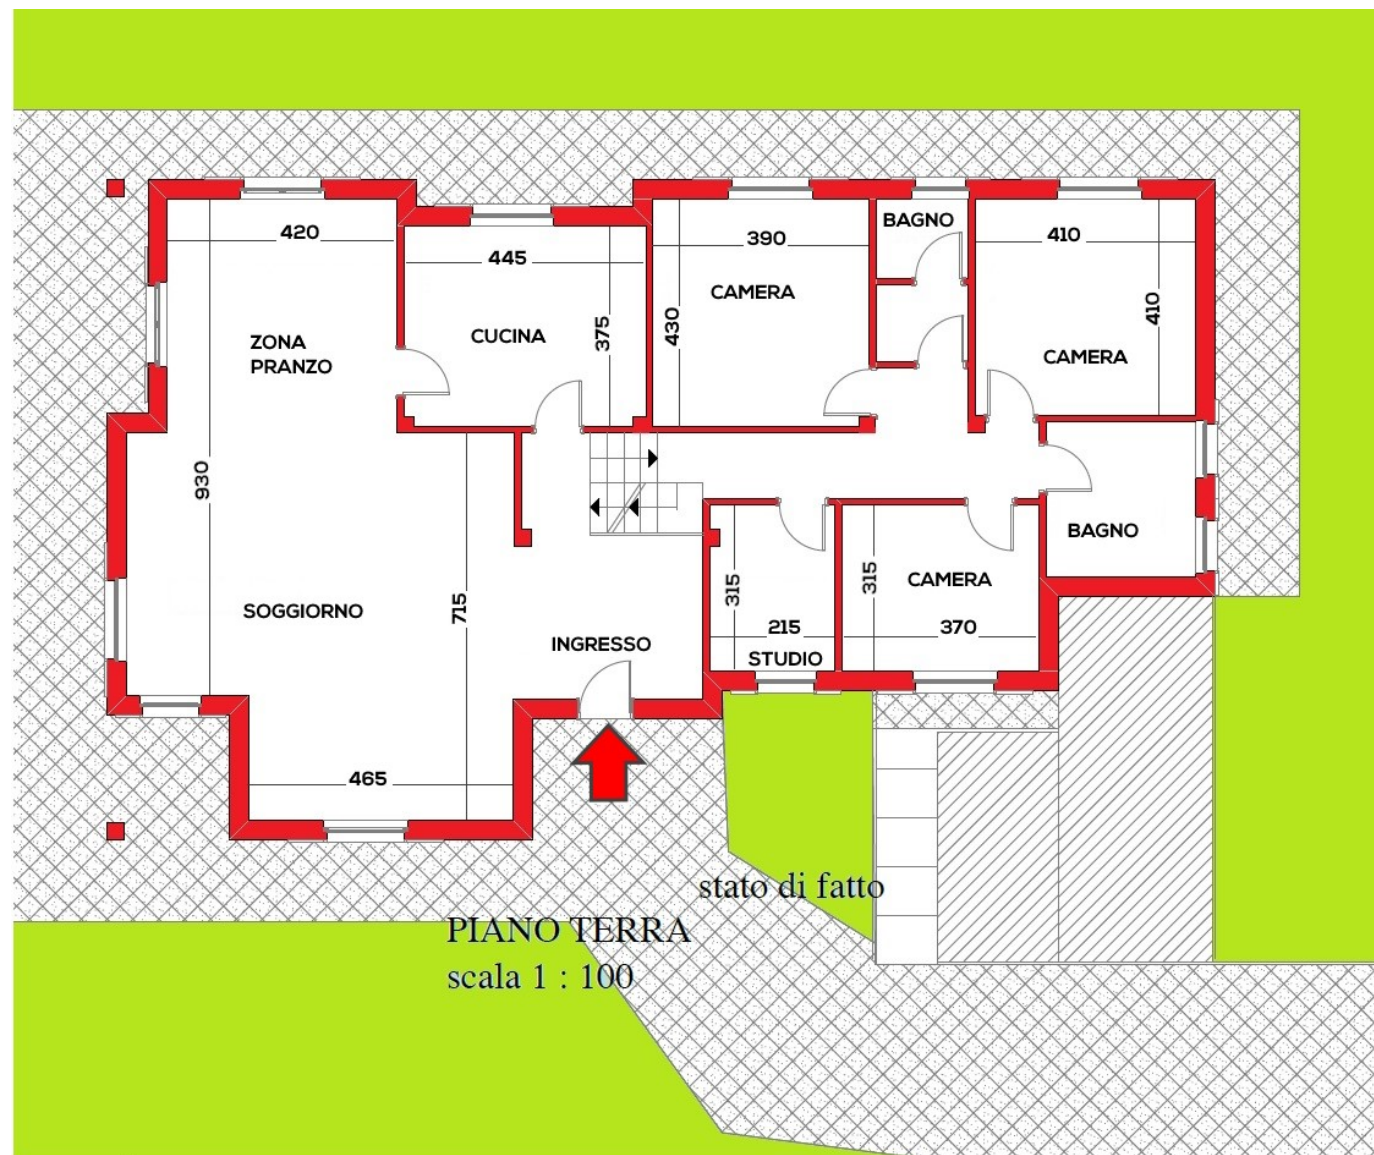 BAGNO
420
390
410
445
CAMERA
ZONA
PRANZO
CUCINA
375
430
410
CAMERA
930
BAGNO
SOGGIORNO
715
315
315
CAMERA
INGRESSO
215
370
STUDIO
465
stato di fatto
PIANO TERRA
scala 1 : 100